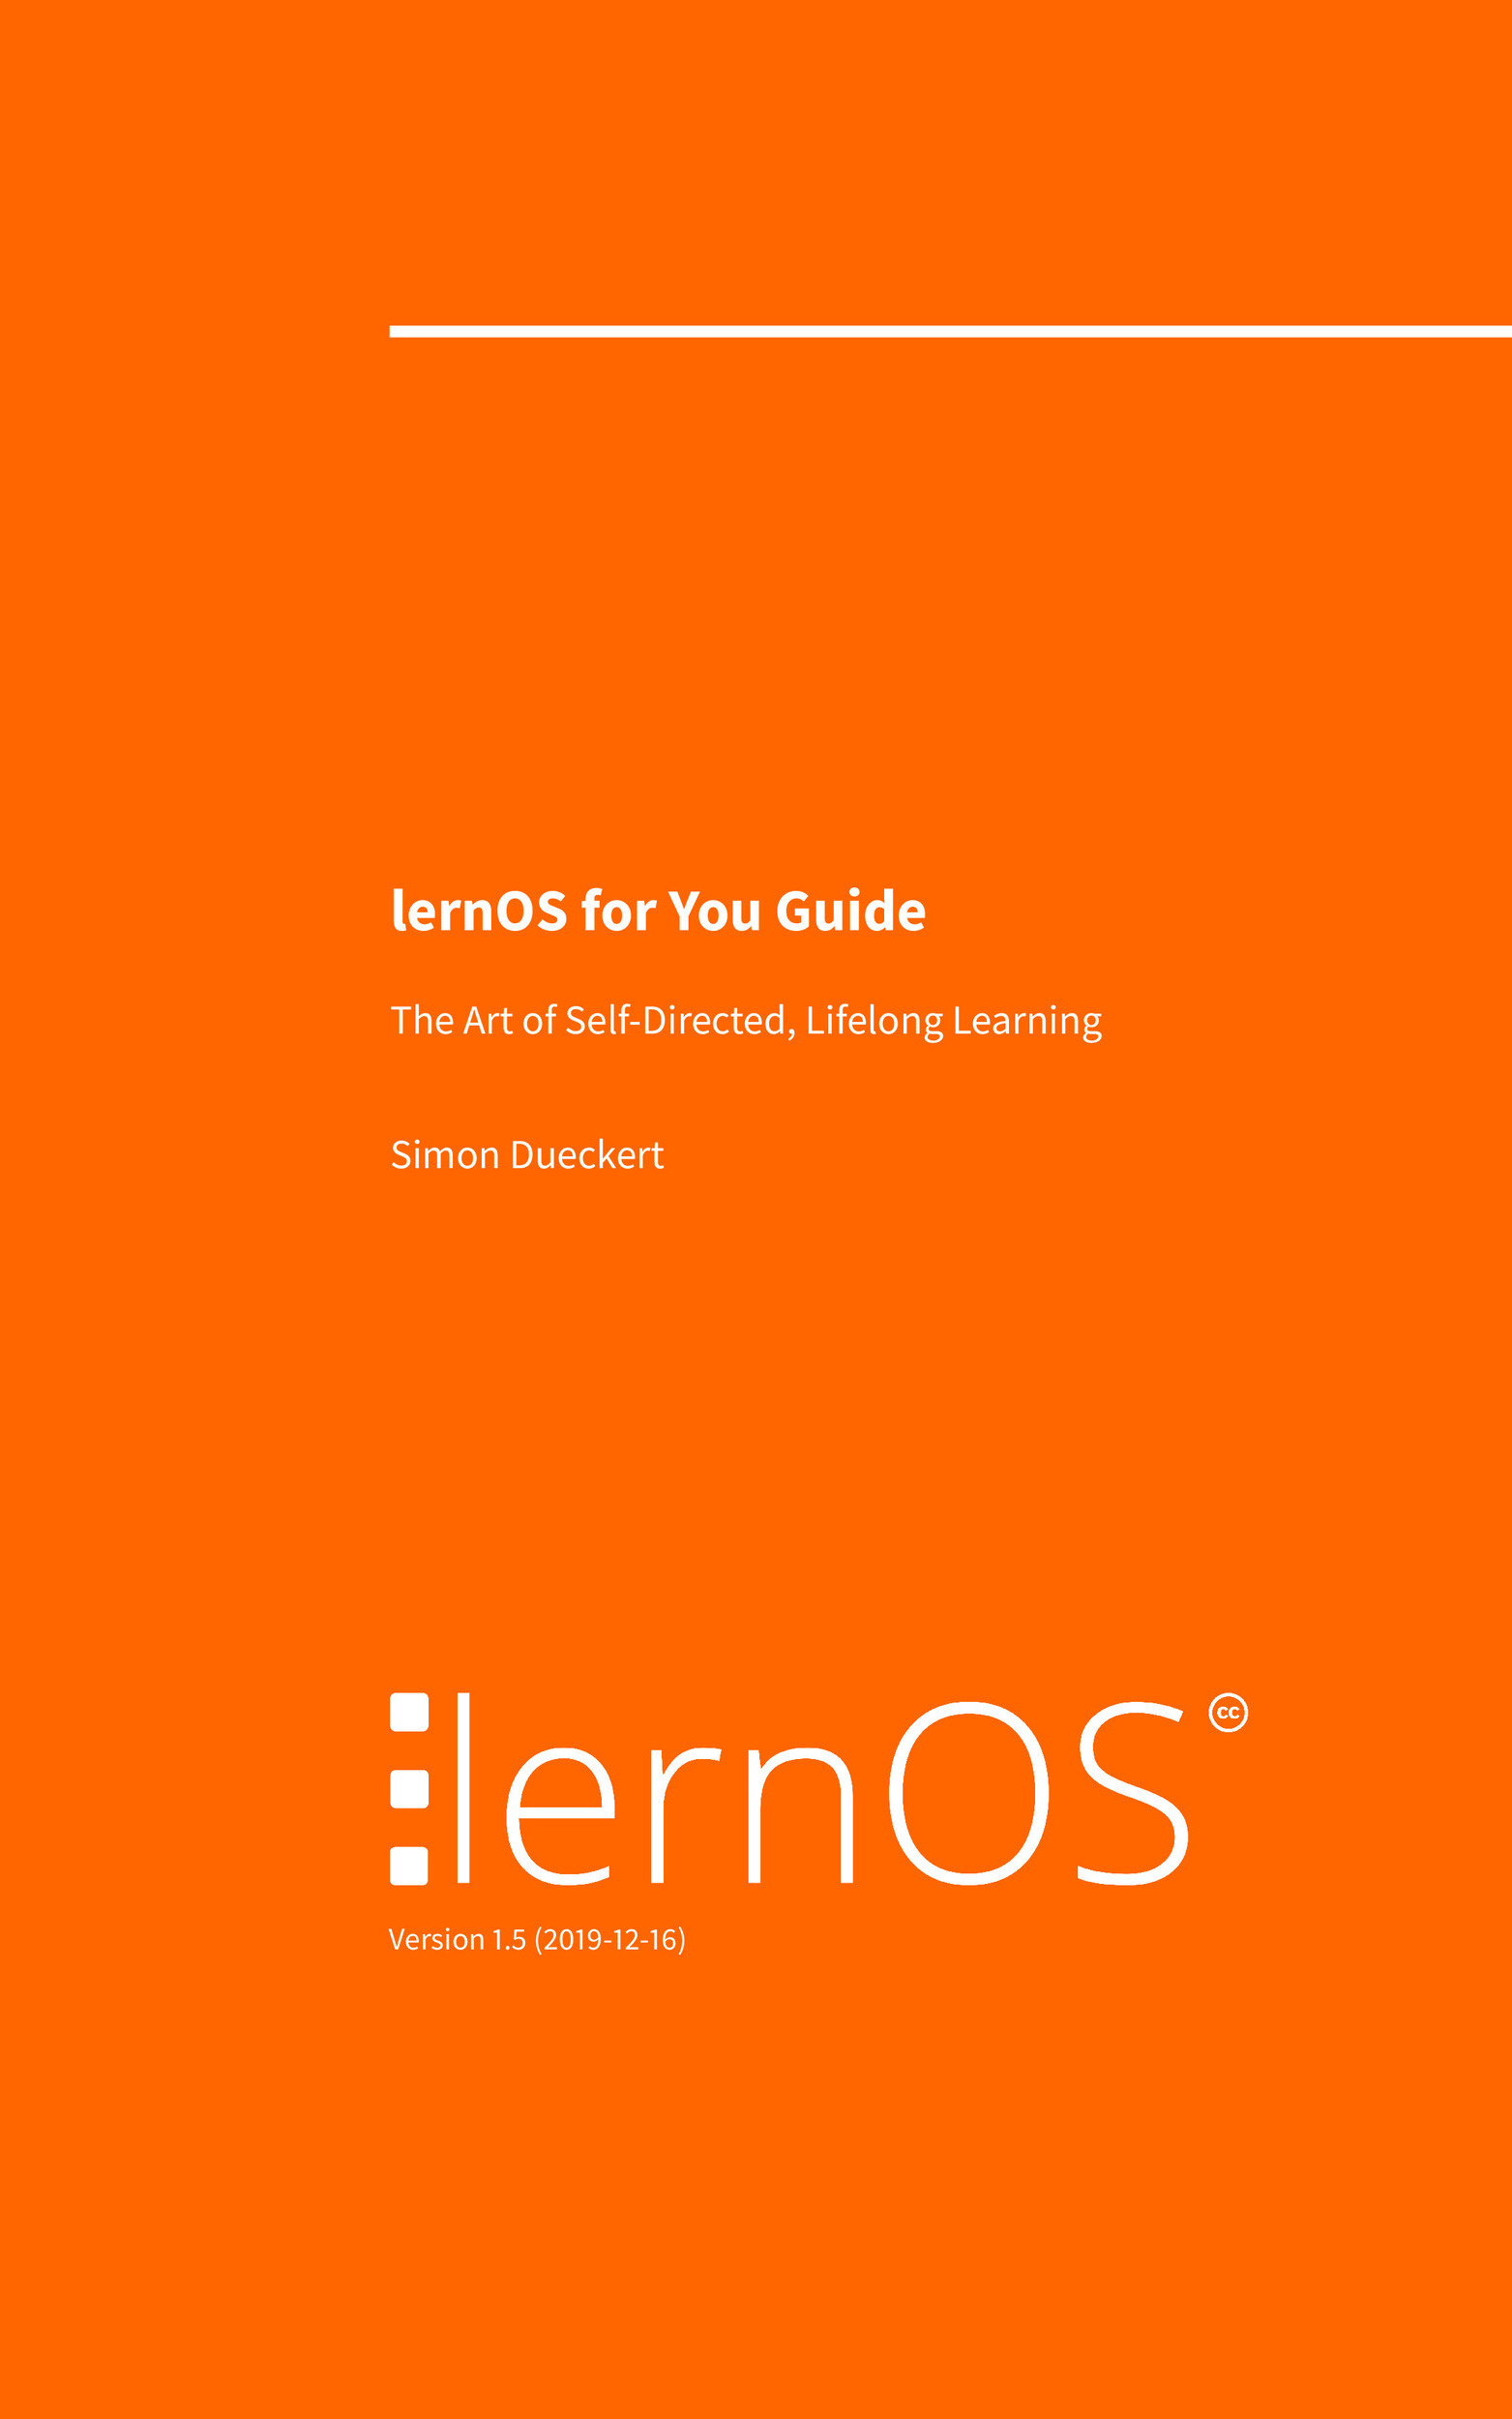 lernOS for You Guide
The Art of Self-Directed, Lifelong Learning
Simon Dueckert
lernOS
cc
Version 1.5 (2019-12-16)